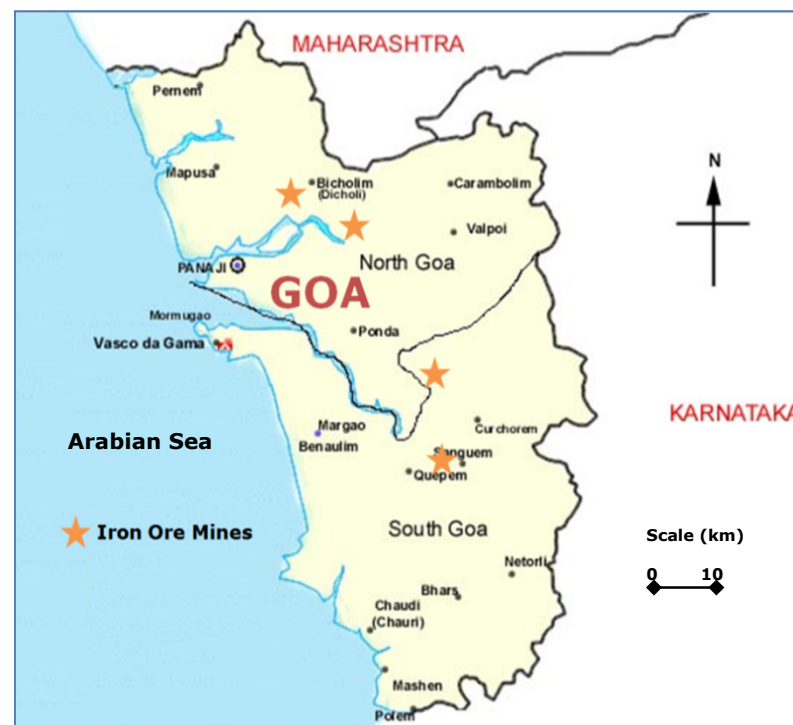 MAHARASHTRA
Pernem
N
Mapusa
Bicholim
(Dicholi)
Carambolim
Valpoi
PANAJI
North Goa
GOA
Mormugao
Ponda
Vasco da Gama
KARNATAKA
Margao
Curchorem
Arabian Sea
Benaulim
Sanguem
Quepem
Iron Ore Mines
South Goa
Scale (km)
Netorli
0 10
Bhars
Chaudi
(Chauri)
Mashen
Polem